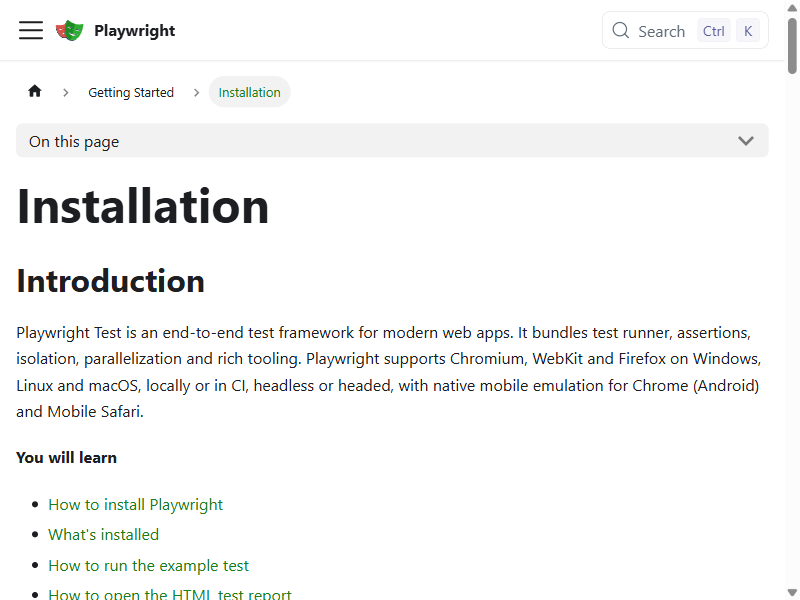 Playwright
Search Ctrl K
Getting Started
Installation
On this page
Installation
Introduction
Playwright Test is an end-to-end test framework for modern web apps. It bundles test runner, assertions,
isolation, parallelization and rich tooling. Playwright supports Chromium, WebKit and Firefox on Windows,
Linux and macOS, locally or in CI, headless or headed, with native mobile emulation for Chrome (Android)
and Mobile Safari.
You will learn
How to install Playwright
What's installed
How to run the example test
How to open the HTML test report